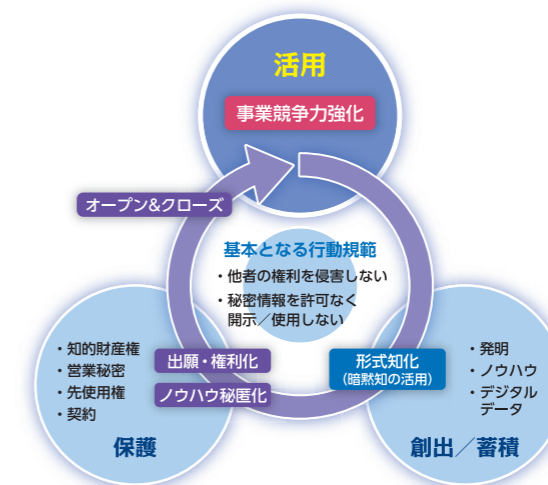 活用
事業競争力強化
オープン&クローズ
基本となる行動規範
・他者の権利を侵害しない
・秘密情報を許可なく
開示／使用しない
・知的財産権
・営業秘密
・先使用権
・契約
保護
出願・権利化
ノウハウ秘匿化
形式知化
（暗黙知の活用）
・発明
・ノウハウ
・デジタル
データ
創出／蓄積